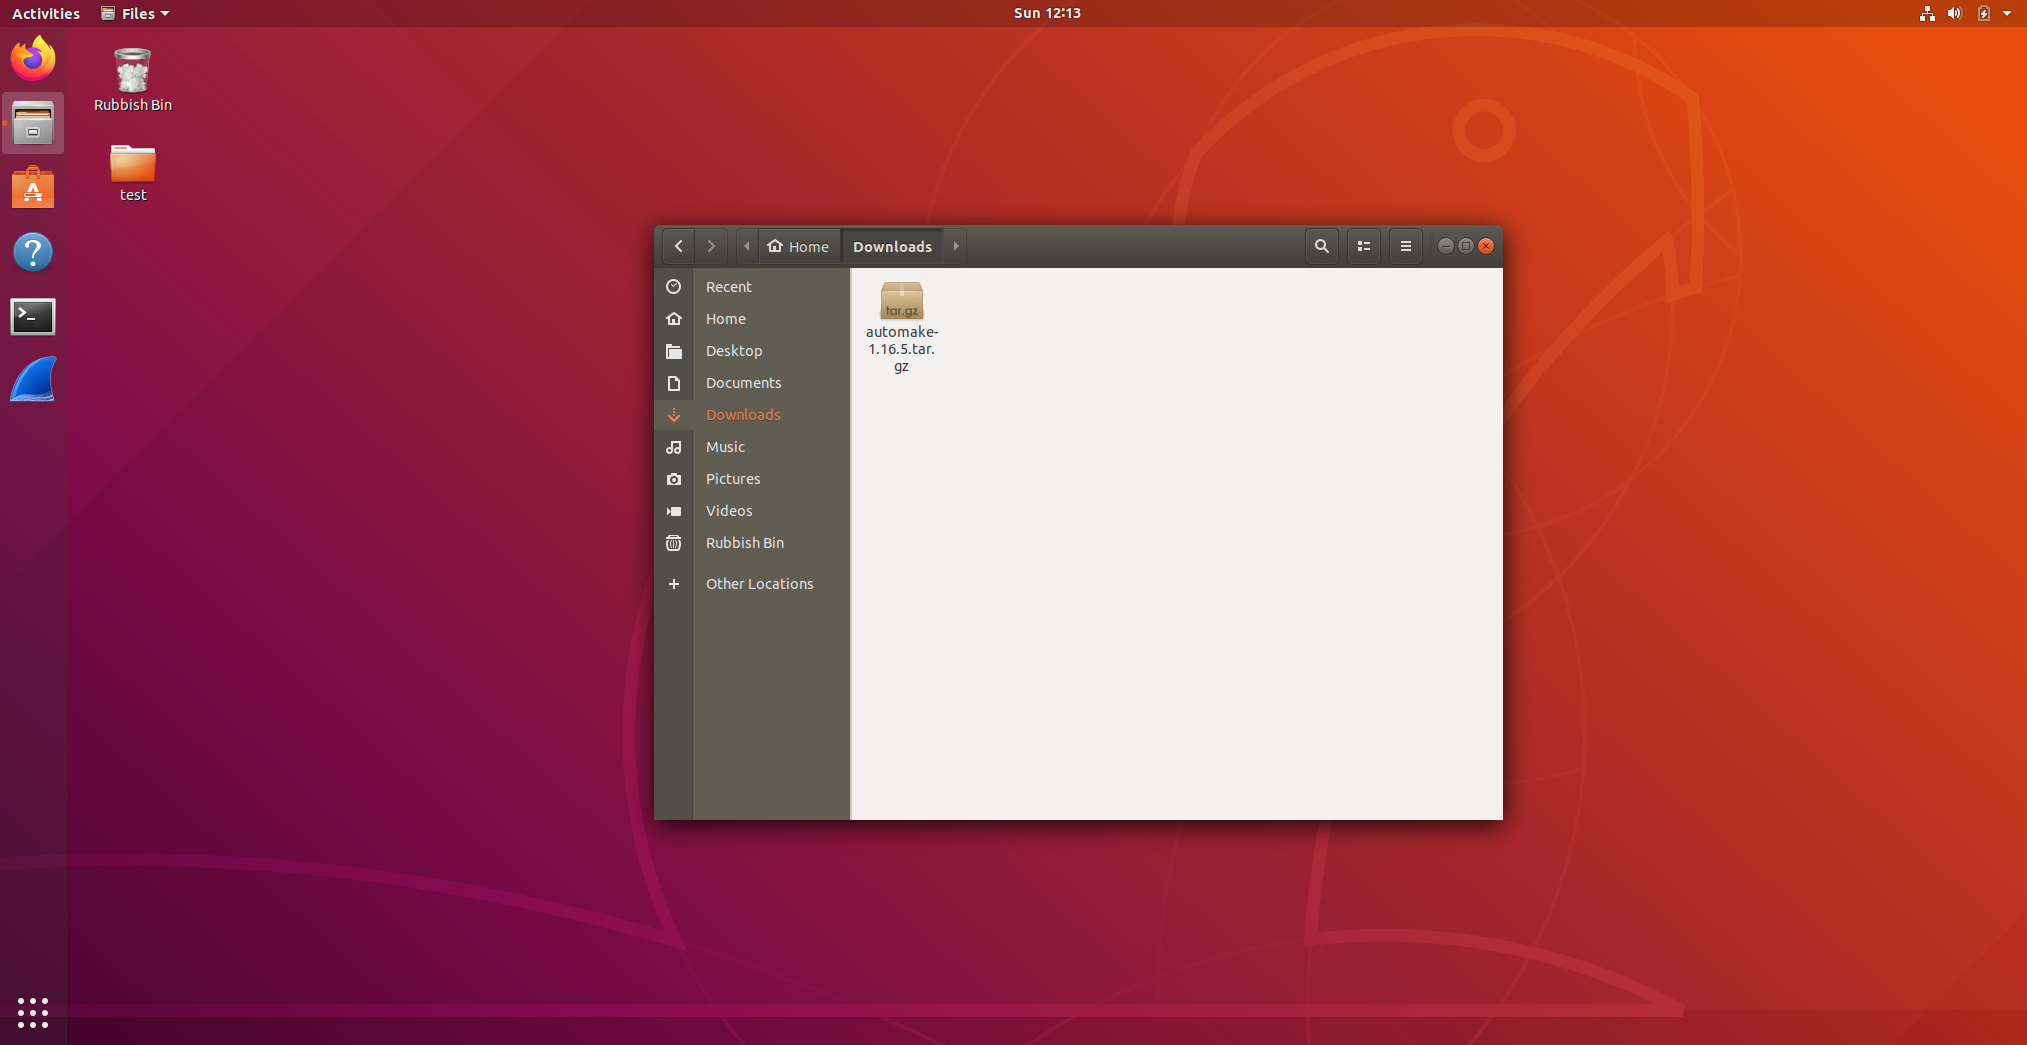 Activities
Files
Sun 12:13
Rubbish Bin
test
Home
Downloads
Recent
Home
Desktop
Documents
Downloads
Music
Pictures
Videos
Rubbish Bin
Other Locations
tar.gz
automake-
1.16.5.tar.
gz